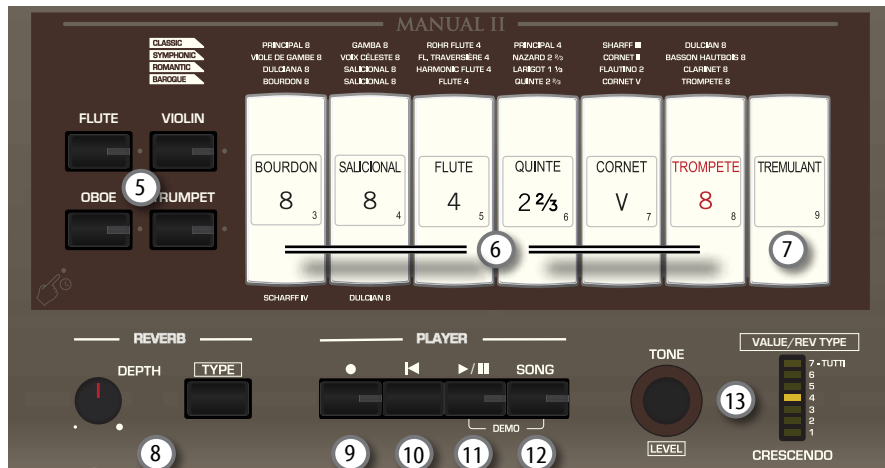 MANUAL II
CLASSIC
SYMPHONIC
ROMANTIC
BAROQUE
PRINCIPAL 8
VIOLE DE GAMBE 8
DULCIANA 8
BOURDON 8
GAMBA 8
VOIX CÉLESTE 8
SALICIONAL 8
SALICIONAL 8
ROHR FLUTE 4
FL, TRAVERSIÈRE 4
HARMONIC FLUTE 4
FLUTE 4
PRINCIPAL 4
NAZARD 2 ⅔
LARIGOT 1 ⅓
QUINTE 2 ⅔
SHARFF III
CORNET II
FLAUTINO 2
CORNET V
DULCIAN 8
BASSON HAUTBOIS 8
CLARINET 8
TROMPETE 8
FLUTE VIOLIN
OBOE TRUMPET
5
BOURDON
8
3
SALICIONAL
8
4
FLUTE
4
5
QUINTE
2 ⅔
6
CORNET
V
7
TROMPETE
8
8
TREMULANT
9
6
7
SCHARFF IV DULCIAN 8
REVERB
DEPTH TYPE
8
PLAYER
SONG
DEMO
9 10 11 12
TONE
LEVEL
13
VALUE/REV TYPE
7 - TUTTI
6
5
4
3
2
1
CRESCENDO